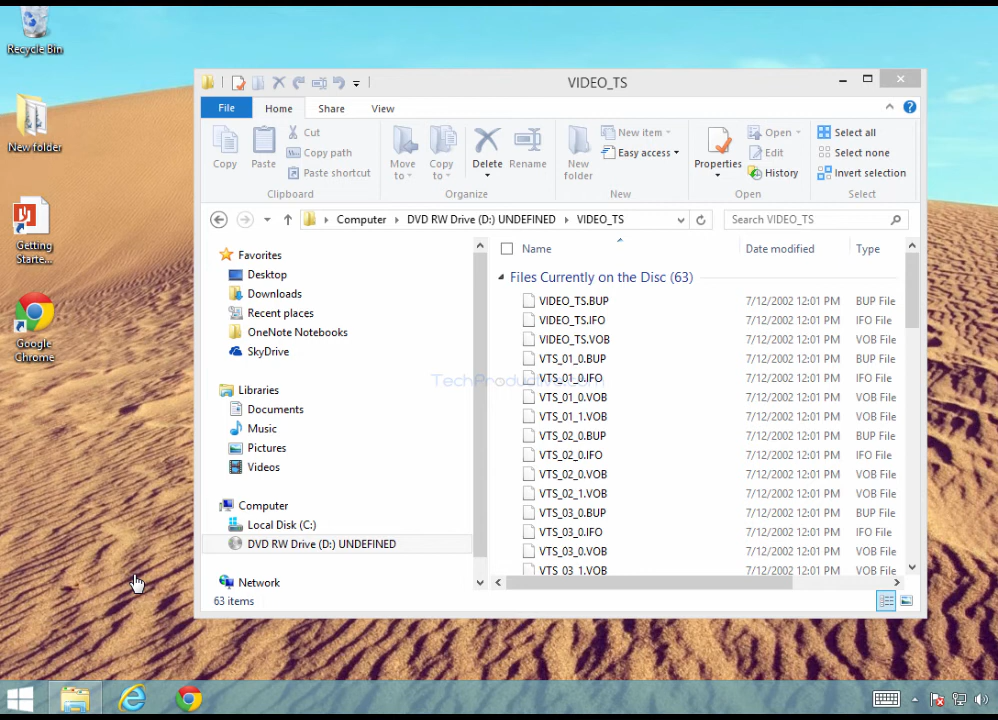 Recycle Bin
New folder
Getting
Starte...
Google
Chrome
VIDEO_TS
File Home Share View
Copy
Paste
Cut
Copy path
Paste shortcut
Clipboard
Move
to
Copy
to
Delete
Rename
Organize
New
folder
New item
Easy access
New
Properties
Open
Edit
History
Open
Select all
Select none
Invert selection
Select
Computer DVD RW Drive (D:) UNDEFINED VIDEO_TS
Search VIDEO_TS
Favorites
Desktop
Downloads
Recent places
OneNote Notebooks
SkyDrive
Libraries
Documents
Music
Pictures
Videos
Computer
Local Disk (C:)
DVD RW Drive (D:) UNDEFINED
Network
63 items
Name Date modified Type
Files Currently on the Disc (63)
VIDEO_TS.BUP 7/12/2002 12:01 PM BUP File
VIDEO_TS.IFO 7/12/2002 12:01 PM IFO File
VIDEO_TS.VOB 7/12/2002 12:01 PM VOB File
VTS_01_0.BUP 7/12/2002 12:01 PM BUP File
VTS_01_0.IFO 7/12/2002 12:01 PM IFO File
VTS_01_0.VOB 7/12/2002 12:01 PM VOB File
VTS_01_1.VOB 7/12/2002 12:01 PM VOB File
VTS_02_0.BUP 7/12/2002 12:01 PM BUP File
VTS_02_0.IFO 7/12/2002 12:01 PM IFO File
VTS_02_0.VOB 7/12/2002 12:01 PM VOB File
VTS_02_1.VOB 7/12/2002 12:01 PM VOB File
VTS_03_0.BUP 7/12/2002 12:01 PM BUP File
VTS_03_0.IFO 7/12/2002 12:01 PM IFO File
VTS_03_0.VOB 7/12/2002 12:01 PM VOB File
VTS_03_1.VOB 7/12/2002 12:01 PM VOB File